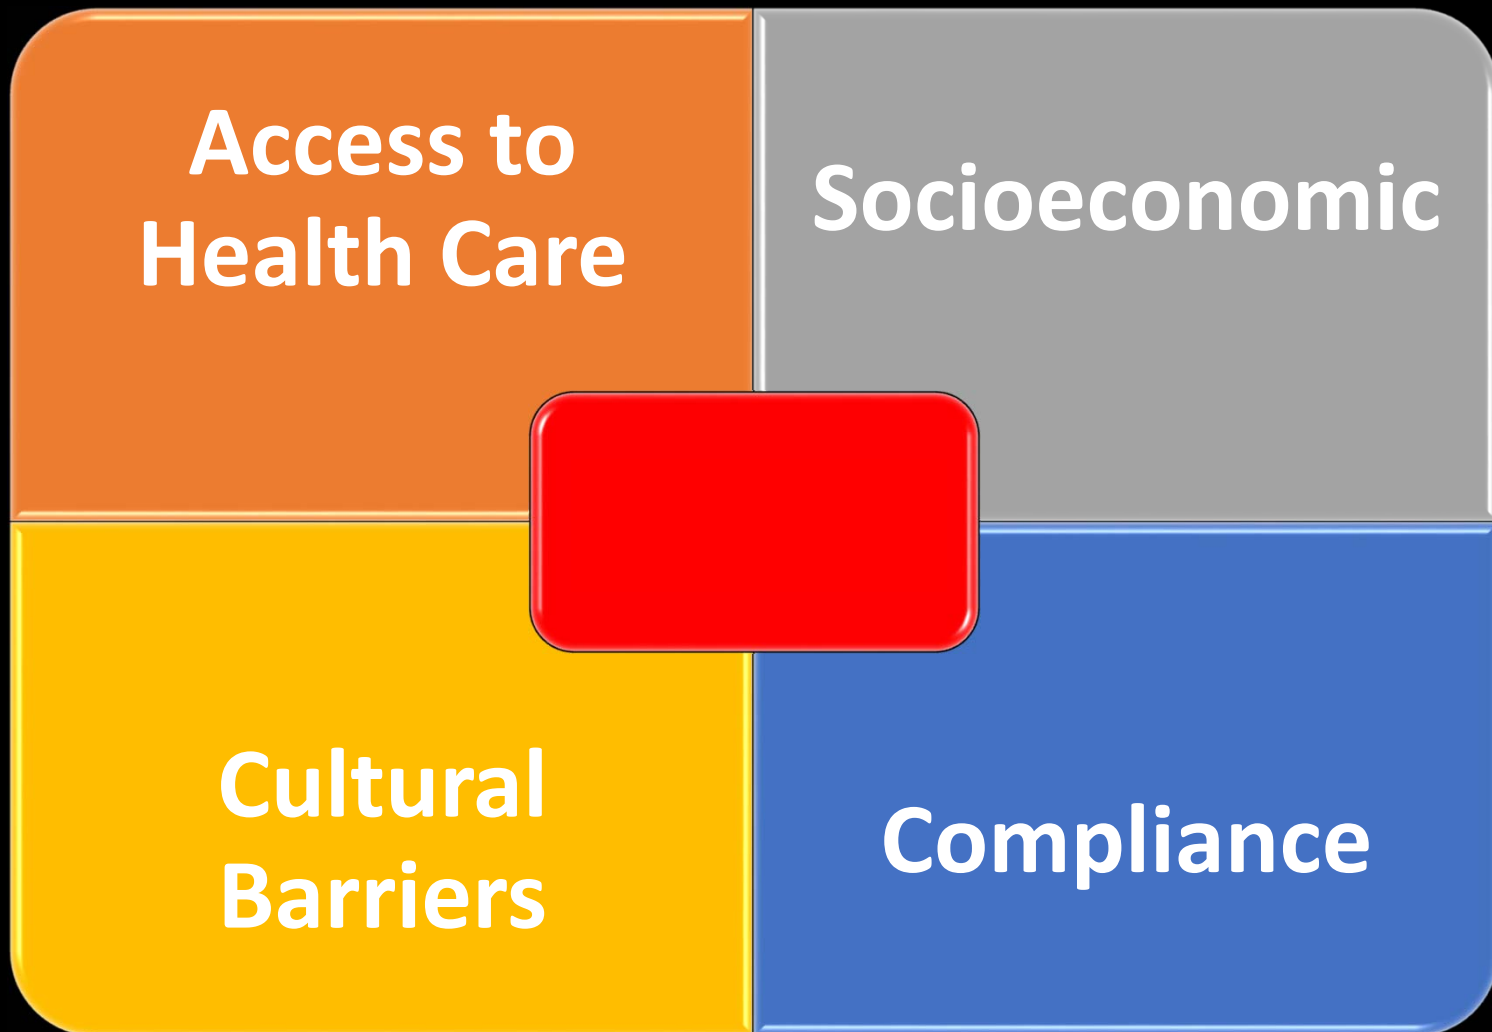 Access to
Health Care
Socioeconomic
Cultural
Barriers
Compliance